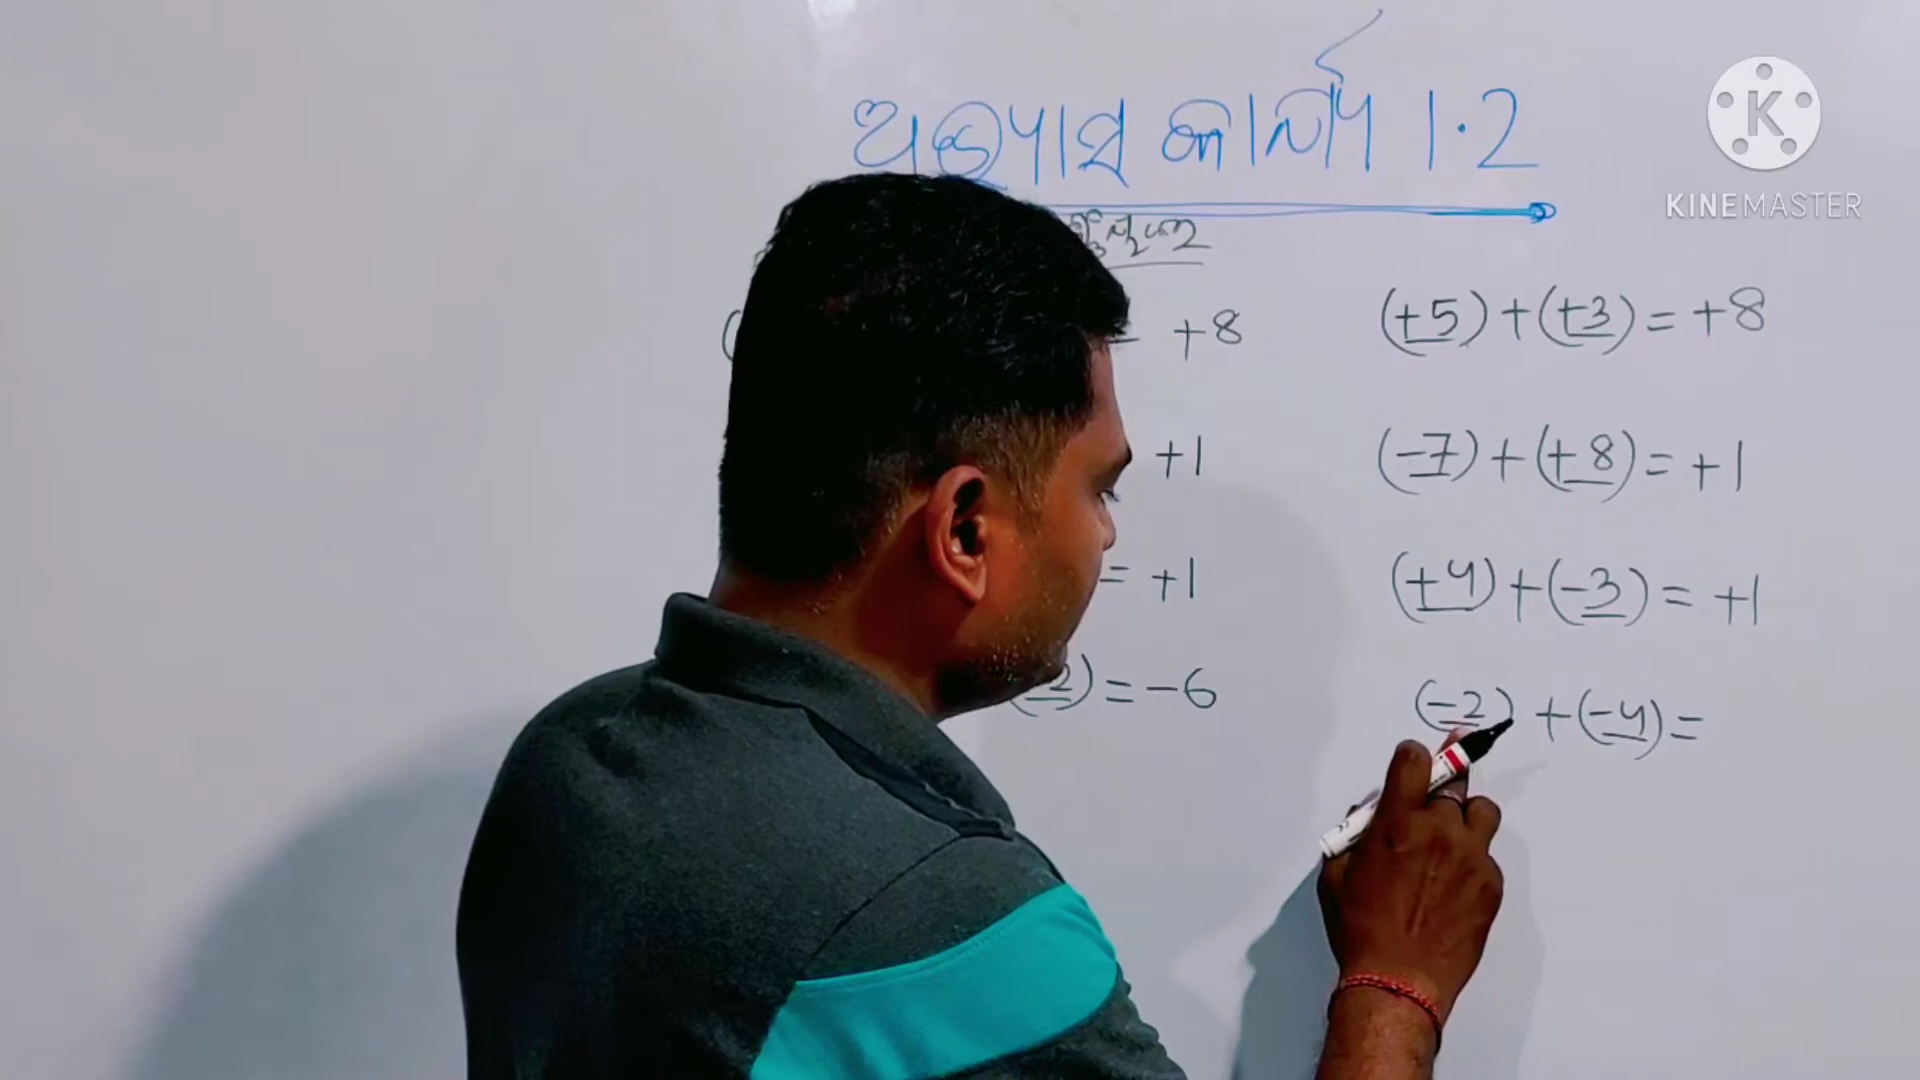 ଅଭ୍ୟାସ କାର୍ଯ୍ୟ 1.2
K
KINEMASTER
( +8
(+5)+(+3)=+8
+1
(-7)+(+8)=+1
= +1
(+4)+(-3)=+1
2)=-6
(-2)+(-4)=